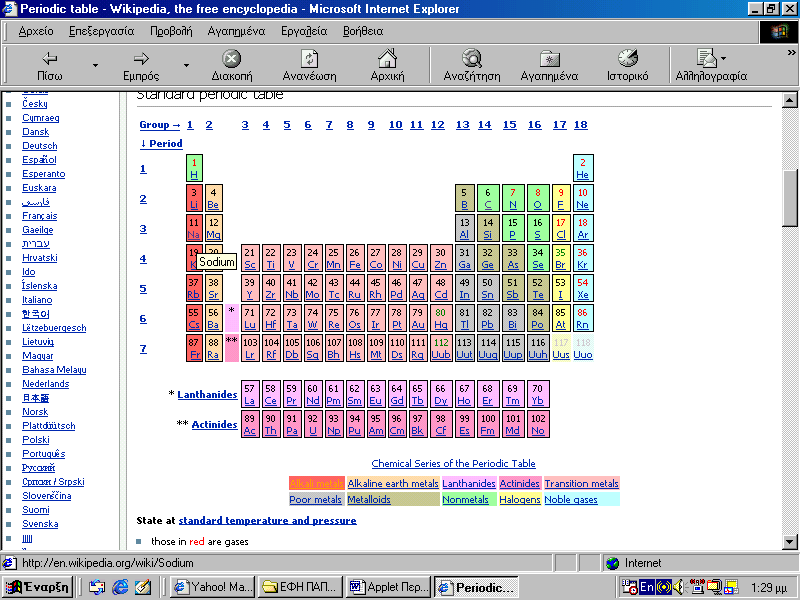 Periodic table - Wikipedia, the free encyclopedia - Microsoft Internet Explorer
Αρχείο Επεξεργασία Προβολή Αγαπημένα Εργαλεία Βοήθεια
Πίσω Εμπρός Διακοπή Ανανέωση Αρχική Αναζήτηση Αγαπημένα Ιστορικό Αλληλογραφία
Česky
Cymraeg
Dansk
Deutsch
Español
Esperanto
Euskara
فارسی
Français
Gaeilge
עברית
Hrvatski
Ido
Íslenska
Italiano
한국어
Lëtzebuergesch
Lietuvių
Magyar
Bahasa Melayu
Nederlands
日本語
Norsk
Plattdüütsch
Polski
Português
Русский
Српски / Srpski
Slovenščina
Suomi
Svenska
Standard periodic table
Group → 1 2 3 4 5 6 7 8 9 10 11 12 13 14 15 16 17 18
↓ Period
1 1 2
H He
2 3 4 5 6 7 8 9 10
Li Be B C N O F Ne
3 11 12 13 14 15 16 17 18
Na Mg Al Si P S Cl Ar
4 19 20 21 22 23 24 25 26 27 28 29 30 31 32 33 34 35 36
K Sc Ti V Cr Mn Fe Co Ni Cu Zn Ga Ge As Se Br Kr
Sodium
5 37 38 39 40 41 42 43 44 45 46 47 48 49 50 51 52 53 54
Rb Sr Y Zr Nb Mo Tc Ru Rh Pd Ag Cd In Sn Sb Te I Xe
6 55 56 * 71 72 73 74 75 76 77 78 79 80 81 82 83 84 85 86
Cs Ba Lu Hf Ta W Re Os Ir Pt Au Hg Tl Pb Bi Po At Rn
7 87 88 ** 103 104 105 106 107 108 109 110 111 112 113 114 115 116 117 118
Fr Ra Lr Rf Db Sg Bh Hs Mt Ds Rg Uub Uut Uuq Uup Uuh Uus Uuo
* Lanthanides 57 58 59 60 61 62 63 64 65 66 67 68 69 70
La Ce Pr Nd Pm Sm Eu Gd Tb Dy Ho Er Tm Yb
** Actinides 89 90 91 92 93 94 95 96 97 98 99 100 101 102
Ac Th Pa U Np Pu Am Cm Bk Cf Es Fm Md No
Chemical Series of the Periodic Table
Alkali metals Alkaline earth metals Lanthanides Actinides Transition metals
Poor metals Metalloids Nonmetals Halogens Noble gases
State at standard temperature and pressure
those in red are gases
http://en.wikipedia.org/wiki/Sodium Internet
Έναρξη Yahoo! Ma... ΕΦΗ ΠΑΠ... Applet Περ... Periodic... En 1:29 μμ